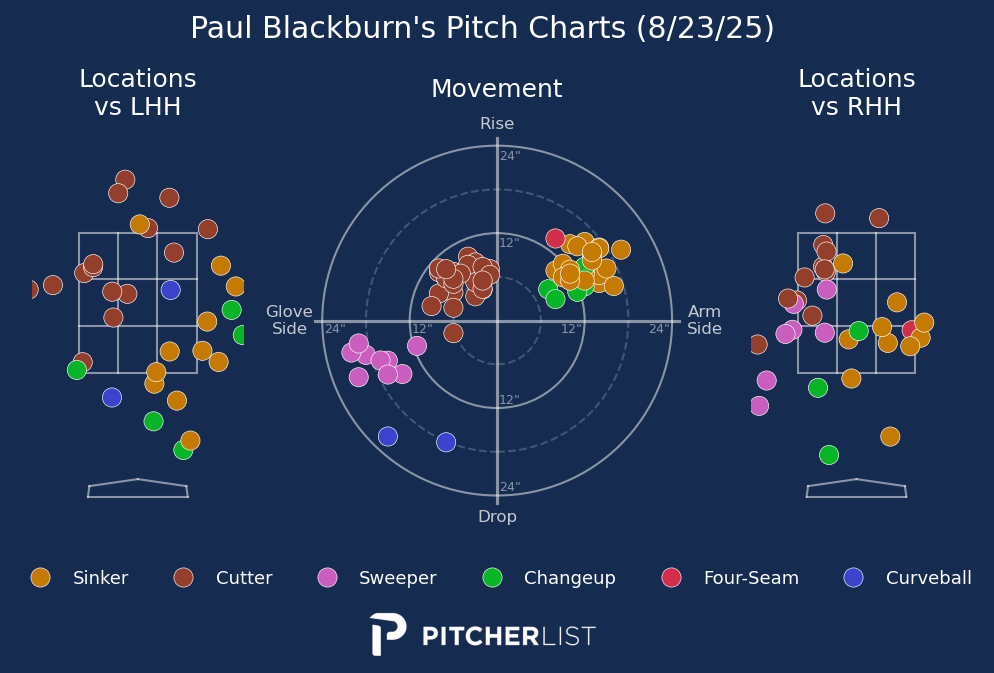 Paul Blackburn's Pitch Charts (8/23/25)
Locations
vs LHH
Movement
Locations
vs RHH
Rise
24"
12"
Glove
Side
24"
12"
12"
24"
Arm
Side
12"
24"
Drop
Sinker
Cutter
Sweeper
Changeup
Four-Seam
Curveball
PITCHERLIST